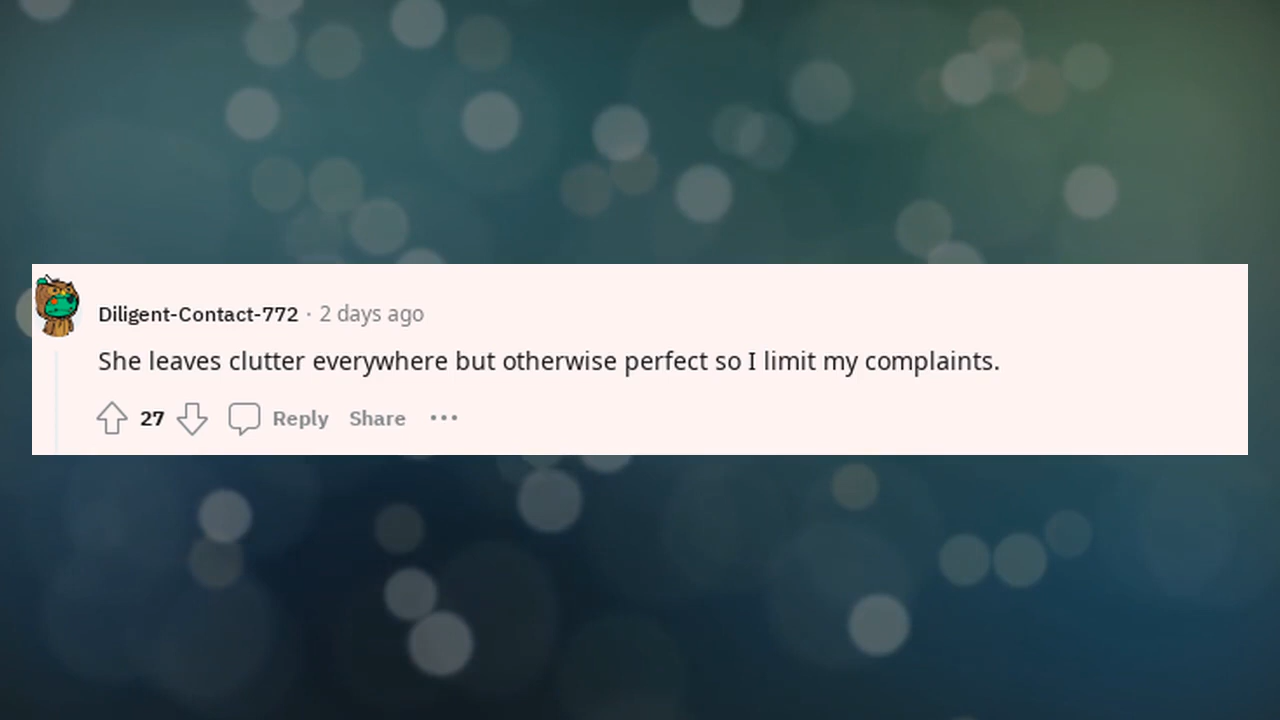 Diligent-Contact-772 · 2 days ago
She leaves clutter everywhere but otherwise perfect so I limit my complaints.
27 Reply Share ···